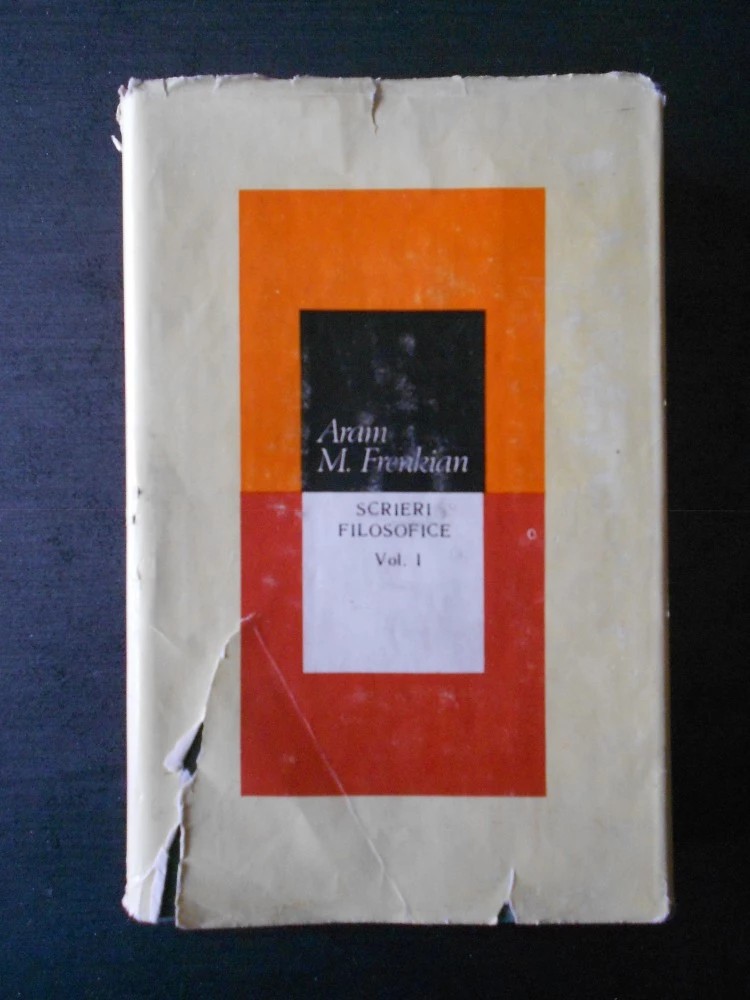 Aram
M. Frenkian
SCRIERI
FILOSOFICE
Vol. I